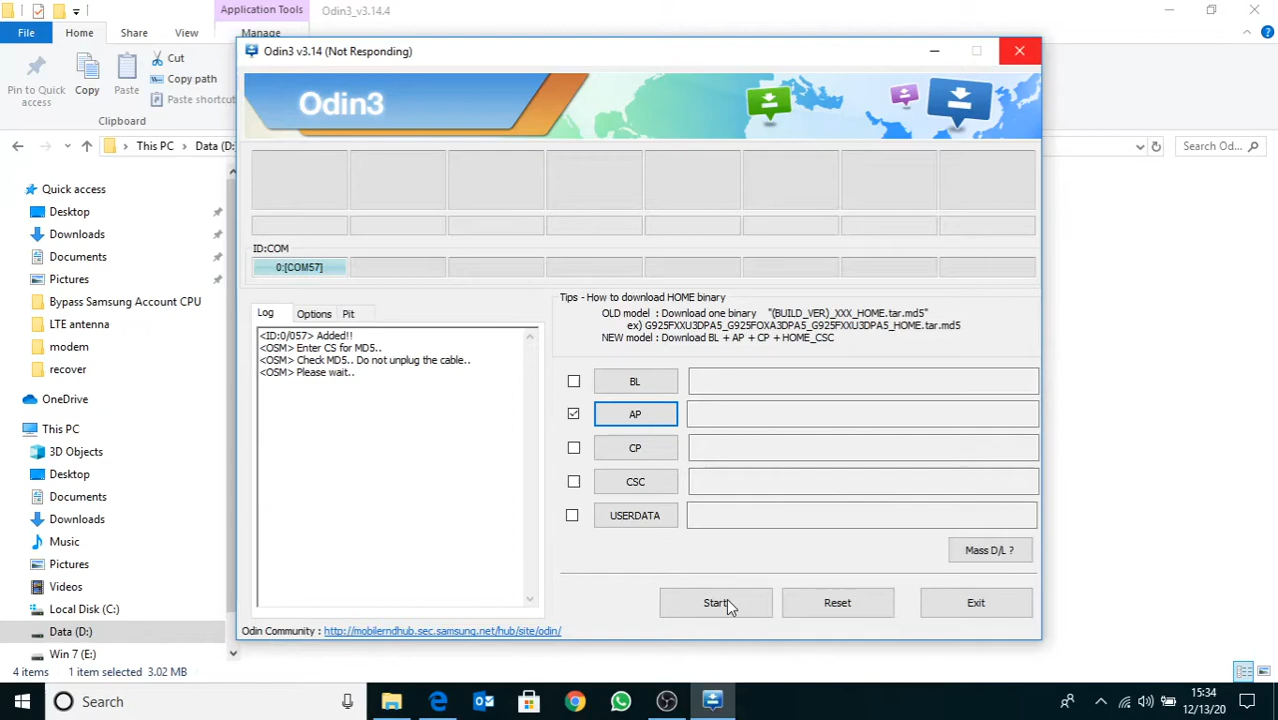 Application Tools
Odin3_v3.14.4
File
Home
Share
View
Manage
Pin to Quick access
Copy
Paste
Cut
Copy path
Paste shortcut
Clipboard
This PC
Data (D:
Search Od...
Quick access
Desktop
Downloads
Documents
Pictures
Bypass Samsung Account CPU
LTE antenna
modem
recover
OneDrive
This PC
3D Objects
Desktop
Documents
Downloads
Music
Pictures
Videos
Local Disk (C:)
Data (D:)
Win 7 (E:)
4 items
1 item selected 3.02 MB
Odin3 v3.14 (Not Responding)
Odin3
ID:COM
0:[COM57]
Log
Options
Pit
<ID:0/057> Added!!
<OSM> Enter CS for MD5..
<OSM> Check MD5.. Do not unplug the cable..
<OSM> Please wait..
Tips - How to download HOME binary
OLD model : Download one binary "(BUILD_VER)_XXX_HOME.tar.md5"
ex) G925FXXU3DPA5_G925FOXA3DPA5_G925FXXU3DPA5_HOME.tar.md5
NEW model : Download BL + AP + CP + HOME_CSC
BL
AP
CP
CSC
USERDATA
Mass D/L ?
Start
Reset
Exit
Odin Community : http://mobilerndhub.sec.samsung.net/hub/site/odin/
Search
15:34
12/13/20